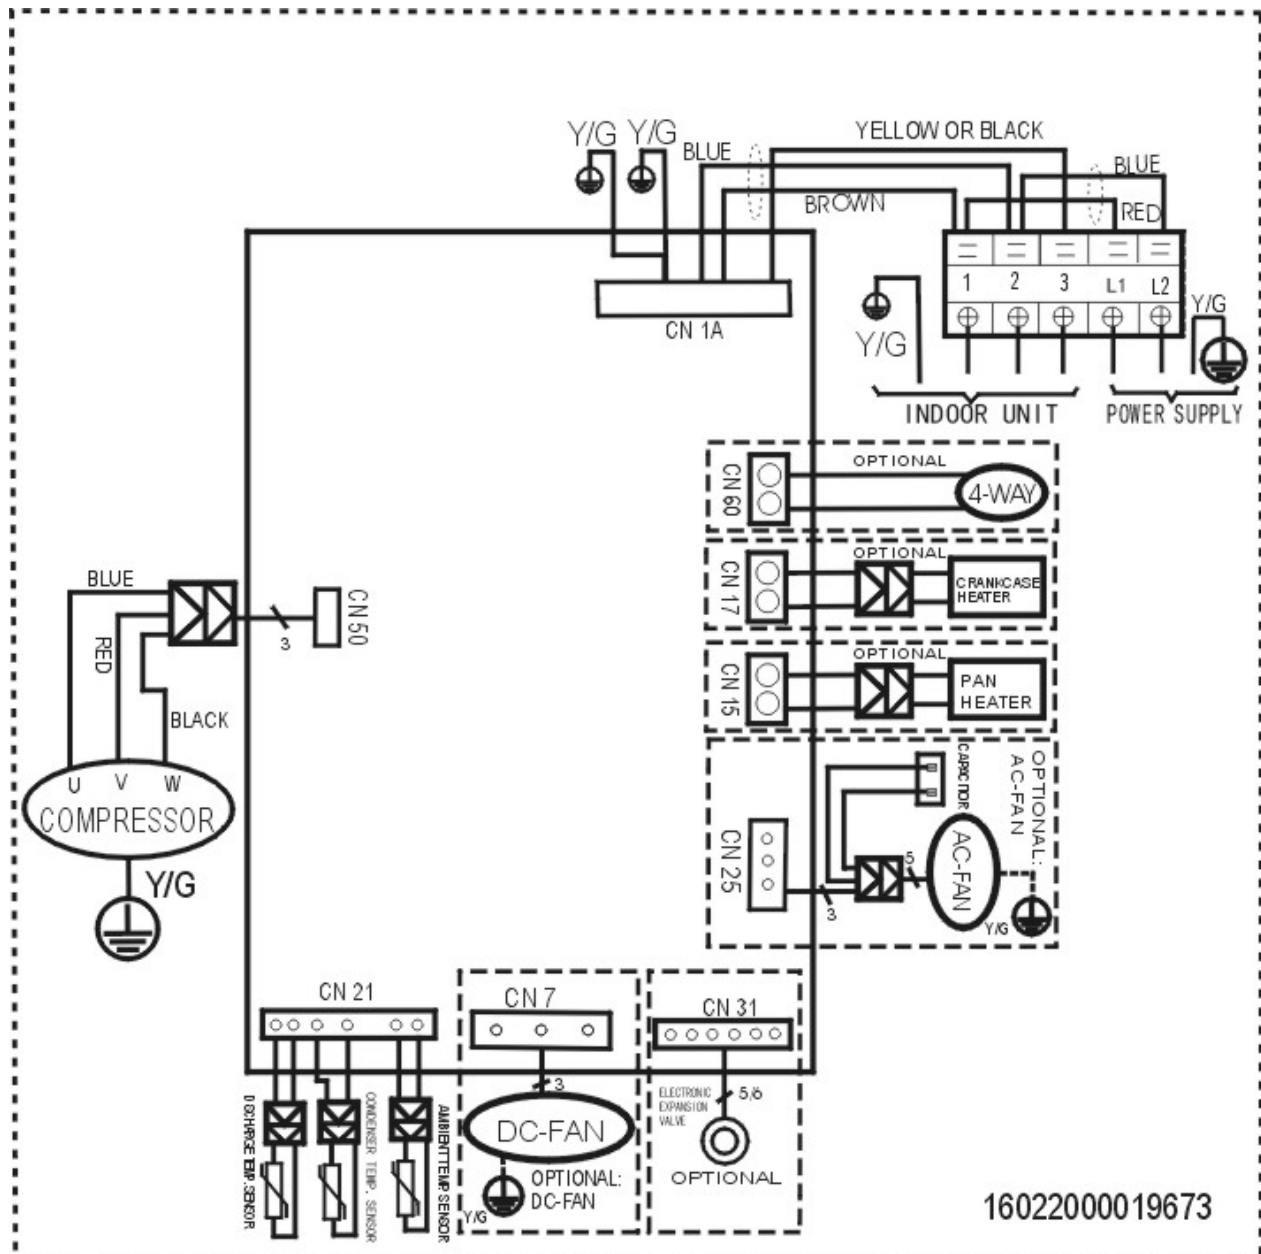 Y/G Y/G
BLUE
YELLOW OR BLACK
BLUE
BROWN
RED
1 2 3 L1 L2
Y/G
CN 1A
Y/G
INDOOR UNIT
POWER SUPPLY
CN 60
OPTIONAL
4-WAY
CN 17
OPTIONAL
CRANKCASE
HEATER
CN 15
OPTIONAL
PAN
HEATER
BLUE
RED
BLACK
3
CN 50
U V W
COMPRESSOR
Y/G
CN 25
3
CAPACITOR
5
AC-FAN
OPTIONAL:
AC-FAN
Y/G
CN 21
DISCHARGE TEMP. SENSOR
CONDENSER TEMP. SENSOR
AMBIENT TEMP. SENSOR
CN 7
3
DC-FAN
OPTIONAL:
DC-FAN
Y/G
CN 31
ELECTRONIC
EXPANSION
VALVE
5/6
OPTIONAL
16022000019673